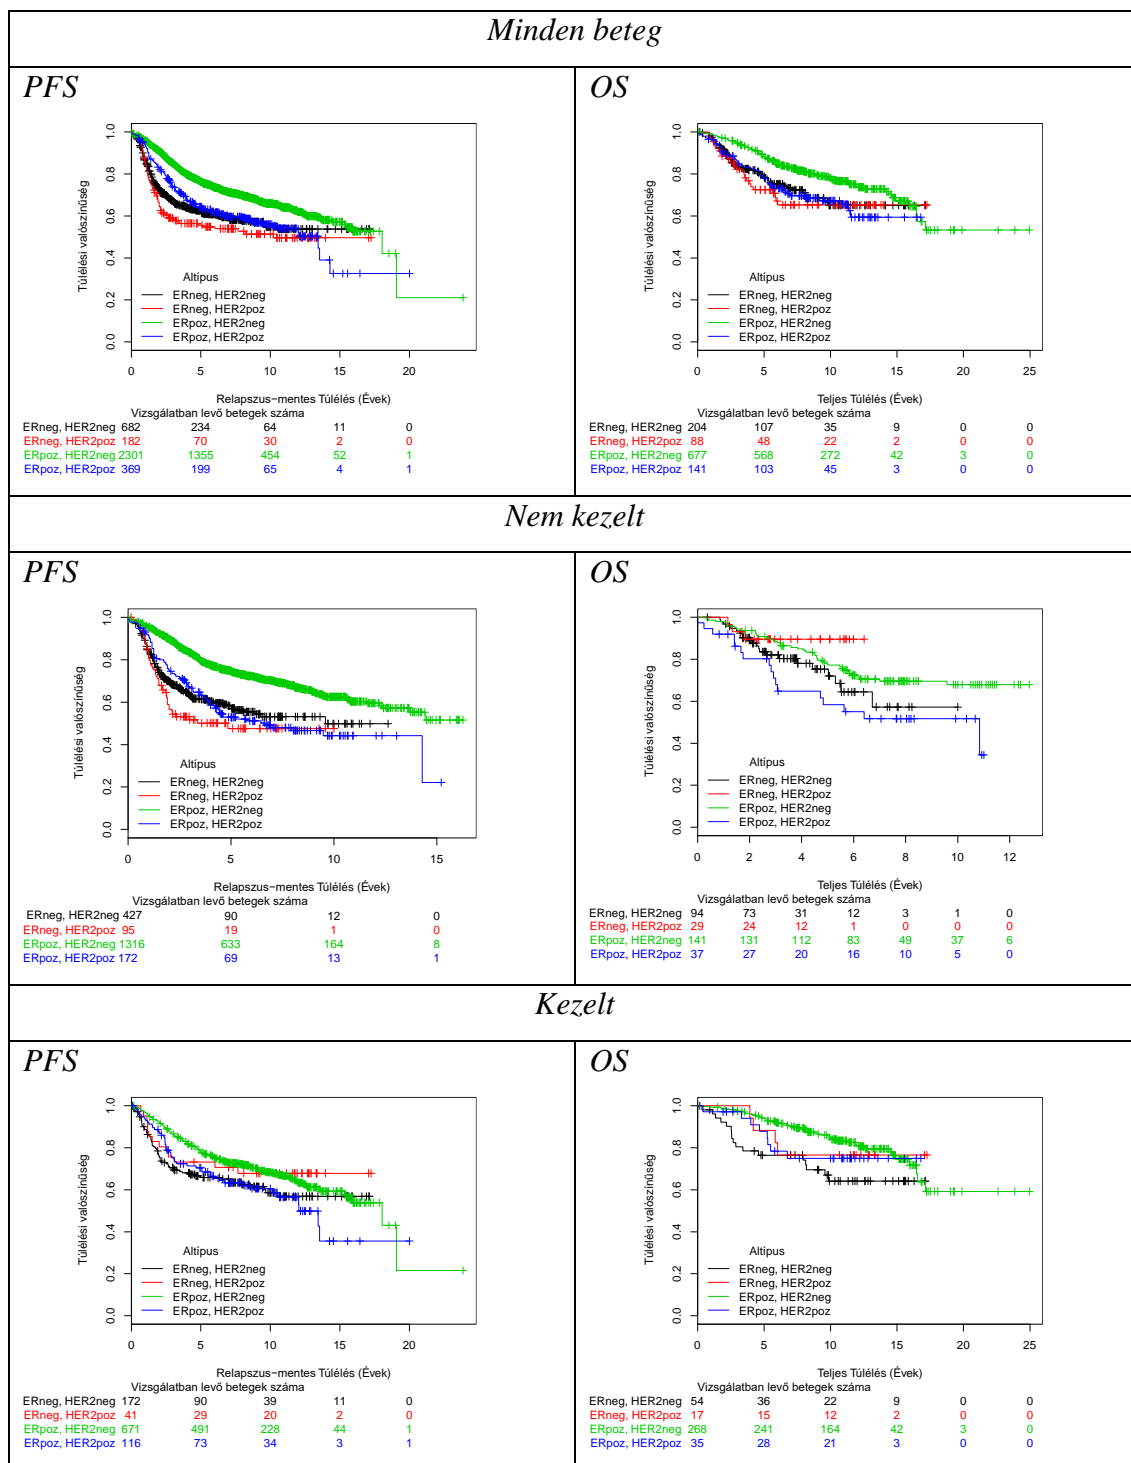 Minden beteg
PFS
Túlélési valószínűség
1.0
0.8
0.6
0.4
0.2
0.0
Altípus
ERneg, HER2neg
ERneg, HER2poz
ERpoz, HER2neg
ERpoz, HER2poz
0 5 10 15 20
Relapszus-mentes Túlélés (Évek)
Vizsgálatban levő betegek száma
ERneg, HER2neg 682 234 64 11 0
ERneg, HER2poz 182 70 30 2 0
ERpoz, HER2neg 2301 1355 454 52 1
ERpoz, HER2poz 369 199 65 4 1
OS
Túlélési valószínűség
1.0
0.8
0.6
0.4
0.2
0.0
Altípus
ERneg, HER2neg
ERneg, HER2poz
ERpoz, HER2neg
ERpoz, HER2poz
0 5 10 15 20 25
Teljes Túlélés (Évek)
Vizsgálatban levő betegek száma
ERneg, HER2neg 204 107 35 9 0 0
ERneg, HER2poz 88 48 22 2 0 0
ERpoz, HER2neg 677 568 272 42 3 0
ERpoz, HER2poz 141 103 45 3 0 0
Nem kezelt
PFS
Túlélési valószínűség
1.0
0.8
0.6
0.4
0.2
0.0
Altípus
ERneg, HER2neg
ERneg, HER2poz
ERpoz, HER2neg
ERpoz, HER2poz
0 5 10 15
Relapszus-mentes Túlélés (Évek)
Vizsgálatban levő betegek száma
ERneg, HER2neg 427 90 12 0
ERneg, HER2poz 95 19 1 0
ERpoz, HER2neg 1316 633 164 8
ERpoz, HER2poz 172 69 13 1
OS
Túlélési valószínűség
1.0
0.8
0.6
0.4
0.2
0.0
Altípus
ERneg, HER2neg
ERneg, HER2poz
ERpoz, HER2neg
ERpoz, HER2poz
0 2 4 6 8 10 12
Teljes Túlélés (Évek)
Vizsgálatban levő betegek száma
ERneg, HER2neg 94 73 31 12 3 1 0
ERneg, HER2poz 29 24 12 1 0 0 0
ERpoz, HER2neg 141 131 112 83 49 37 6
ERpoz, HER2poz 37 27 20 16 10 5 0
Kezelt
PFS
Túlélési valószínűség
1.0
0.8
0.6
0.4
0.2
0.0
Altípus
ERneg, HER2neg
ERneg, HER2poz
ERpoz, HER2neg
ERpoz, HER2poz
0 5 10 15 20
Relapszus-mentes Túlélés (Évek)
Vizsgálatban levő betegek száma
ERneg, HER2neg 172 90 39 11 0
ERneg, HER2poz 41 29 20 2 0
ERpoz, HER2neg 671 491 228 44 1
ERpoz, HER2poz 116 73 34 3 1
OS
Túlélési valószínűség
1.0
0.8
0.6
0.4
0.2
0.0
Altípus
ERneg, HER2neg
ERneg, HER2poz
ERpoz, HER2neg
ERpoz, HER2poz
0 5 10 15 20 25
Teljes Túlélés (Évek)
Vizsgálatban levő betegek száma
ERneg, HER2neg 54 36 22 9 0 0
ERneg, HER2poz 17 15 12 2 0 0
ERpoz, HER2neg 268 241 164 42 3 0
ERpoz, HER2poz 35 28 21 3 0 0